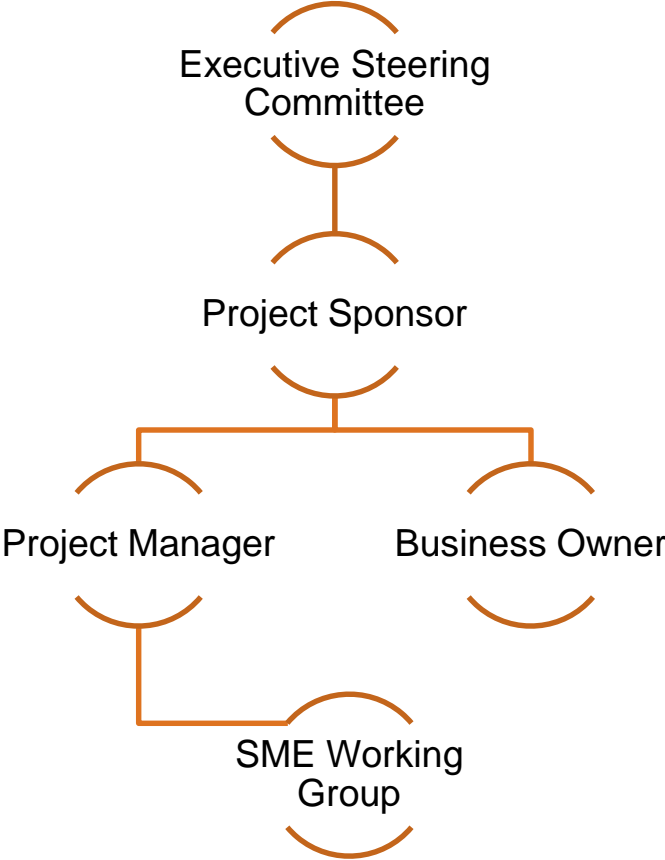 Executive Steering
Committee
Project Sponsor
Project Manager
Business Owner
SME Working
Group